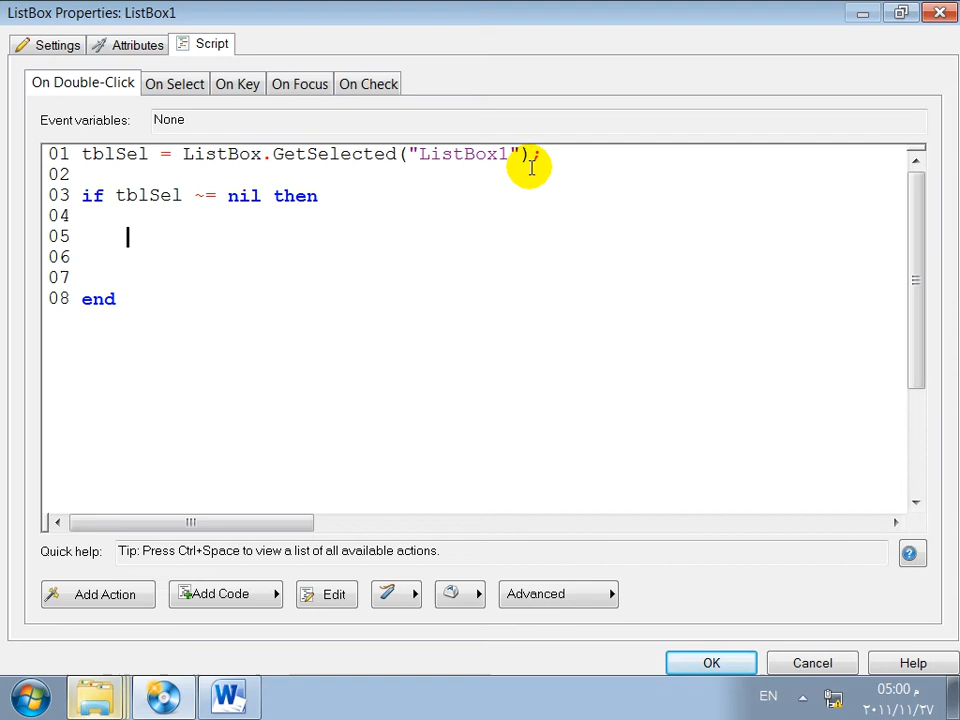 ListBox Properties: ListBox1
Settings Attributes Script
On Double-Click On Select On Key On Focus On Check
Event variables: None
01 tblSel = ListBox.GetSelected("ListBox1");
02
03 if tblSel ~= nil then
04
05
06
07
08 end
Quick help: Tip: Press Ctrl+Space to view a list of all available actions.
Add Action Add Code Edit Advanced
OK Cancel Help
EN 05:00 م
٢٠١١/١١/٢٧